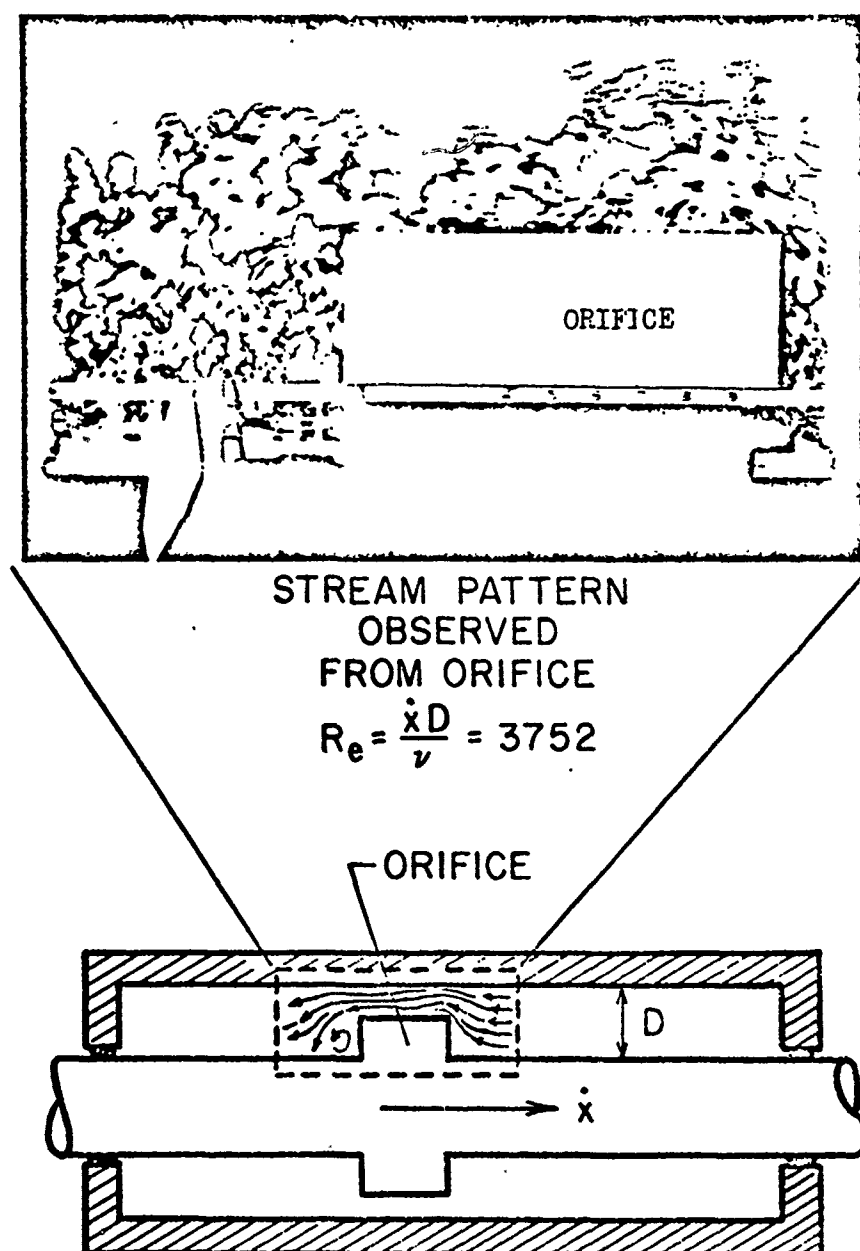 ORIFICE
STREAM PATTERN
OBSERVED
FROM ORIFICE
Re = ẋD/ν = 3752
ORIFICE
D
ẋ